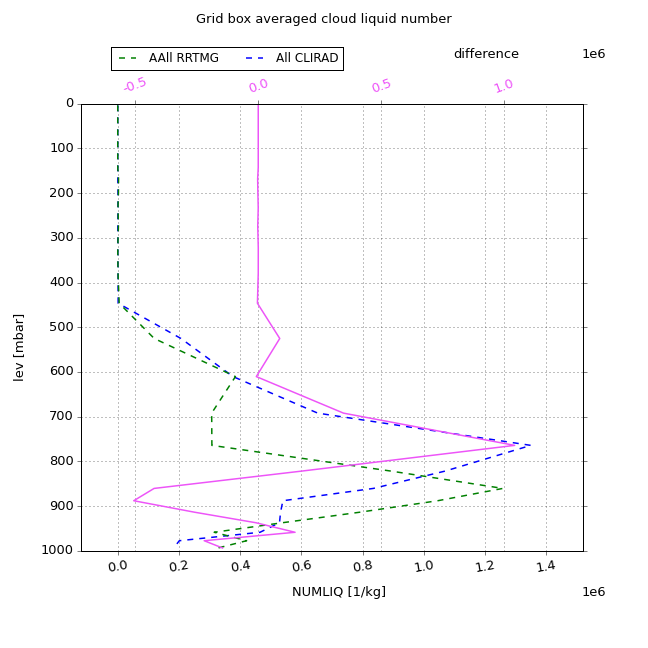 Grid box averaged cloud liquid number
AAll RRTMG All CLIRAD
difference 1e6
-0.5 0.0 0.5 1.0
0
100
200
300
400
500
600
700
800
900
1000
lev [mbar]
0.0 0.2 0.4 0.6 0.8 1.0 1.2 1.4
NUMLIQ [1/kg] 1e6